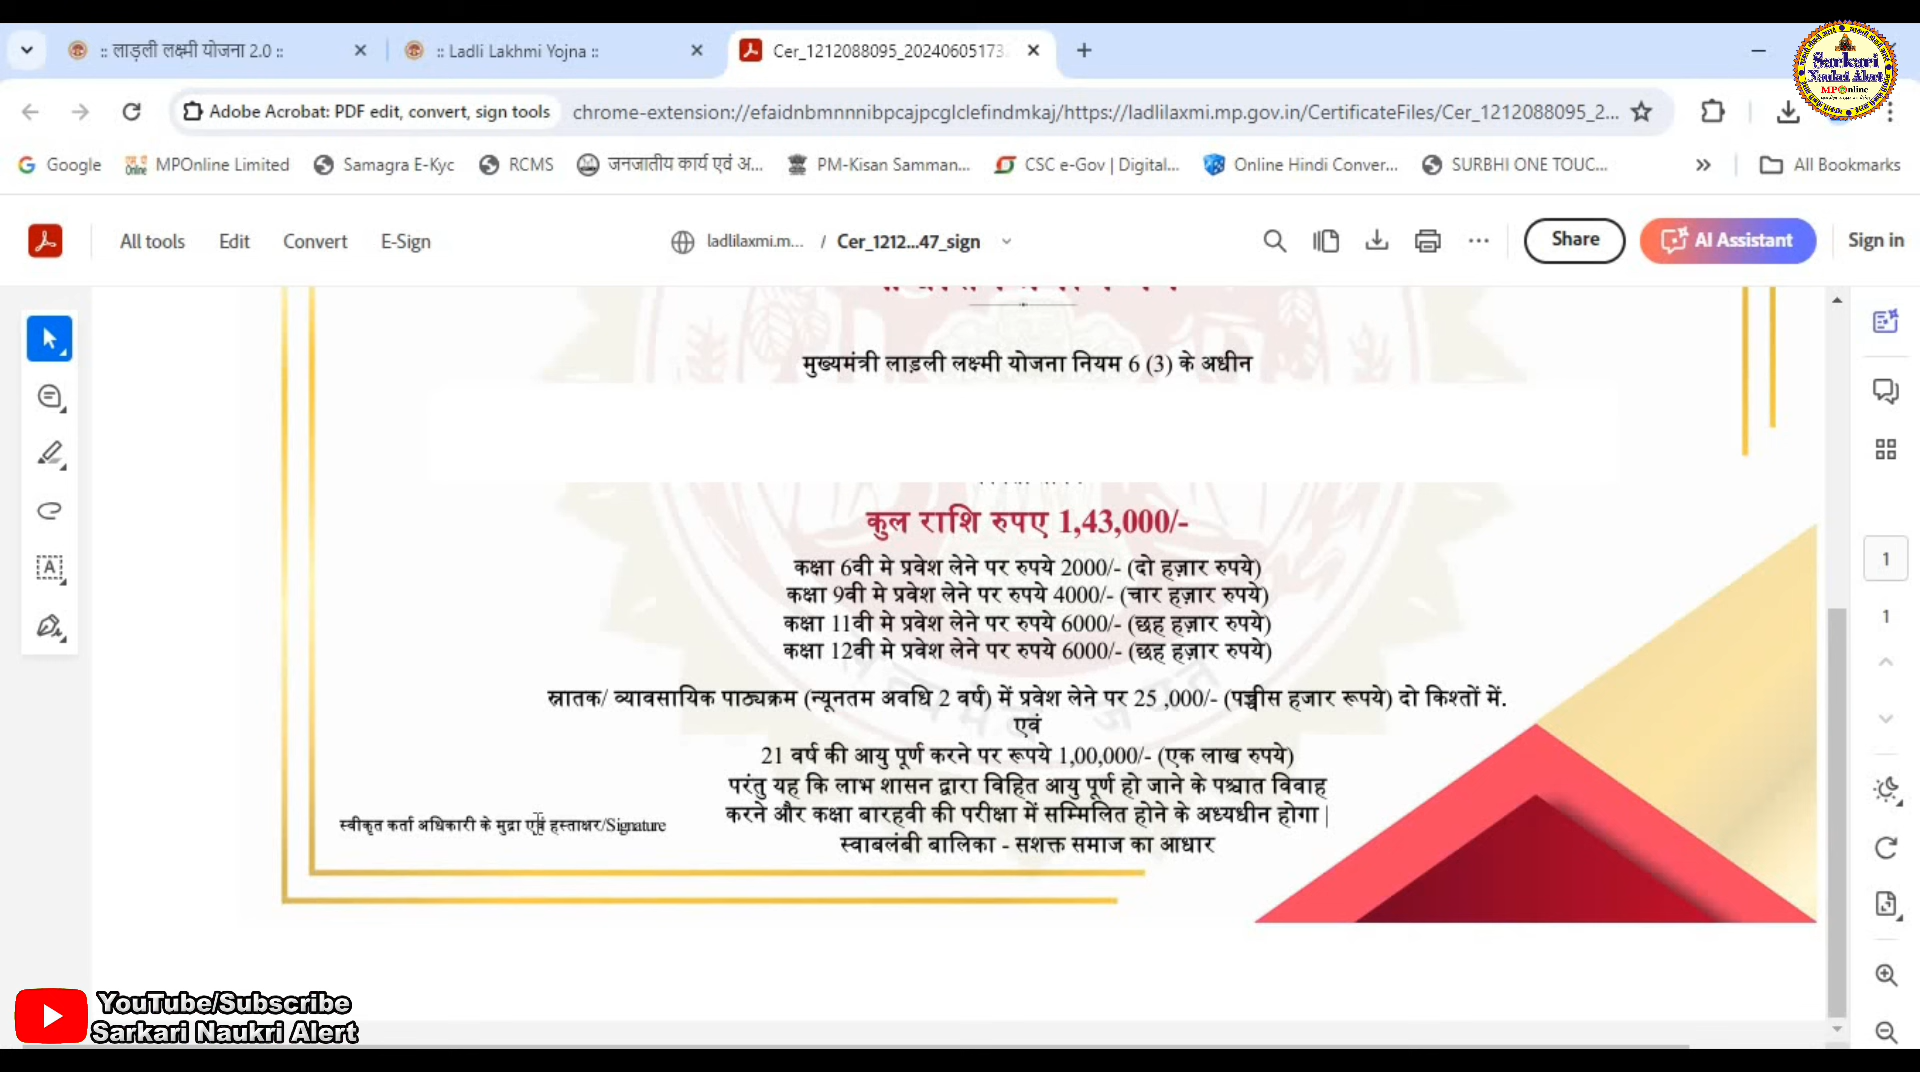 :: लाड़ली लक्ष्मी योजना 2.0 ::
:: Ladli Lakhmi Yojna ::
Cer_1212088095_2024060517
Sarkari
Naukri Alert
MPOnline
Adobe Acrobat: PDF edit, convert, sign tools
chrome-extension://efaidnbmnnnibpcajpcglclefindmkaj/https://ladlilaxmi.mp.gov.in/CertificateFiles/Cer_1212088095_2...
Google
MPOnline Limited
Samagra E-Kyc
RCMS
जनजातीय कार्य एवं अ...
PM-Kisan Samman...
CSC e-Gov | Digital...
Online Hindi Conver...
SURBHI ONE TOUC...
All Bookmarks
All tools
Edit
Convert
E-Sign
ladlilaxmi.m... / Cer_1212...47_sign
Share
AI Assistant
Sign in
मुख्यमंत्री लाड़ली लक्ष्मी योजना नियम 6 (3) के अधीन
कुल राशि रुपए 1,43,000/-
कक्षा 6वी मे प्रवेश लेने पर रुपये 2000/- (दो हज़ार रुपये)
कक्षा 9वी मे प्रवेश लेने पर रुपये 4000/- (चार हज़ार रुपये)
कक्षा 11वी मे प्रवेश लेने पर रुपये 6000/- (छह हज़ार रुपये)
कक्षा 12वी मे प्रवेश लेने पर रुपये 6000/- (छह हज़ार रुपये)
स्नातक/ व्यावसायिक पाठ्यक्रम (न्यूनतम अवधि 2 वर्ष) में प्रवेश लेने पर 25 ,000/- (पच्चीस हजार रूपये) दो किश्तों में.
एवं
21 वर्ष की आयु पूर्ण करने पर रूपये 1,00,000/- (एक लाख रुपये)
परंतु यह कि लाभ शासन द्वारा विहित आयु पूर्ण हो जाने के पश्चात विवाह
करने और कक्षा बारहवी की परीक्षा में सम्मिलित होने के अध्यधीन होगा |
स्वाबलंबी बालिका - सशक्त समाज का आधार
स्वीकृत कर्ता अधिकारी के मुद्रा एवं हस्ताक्षर/Signature
1
1
YouTube/Subscribe
Sarkari Naukri Alert